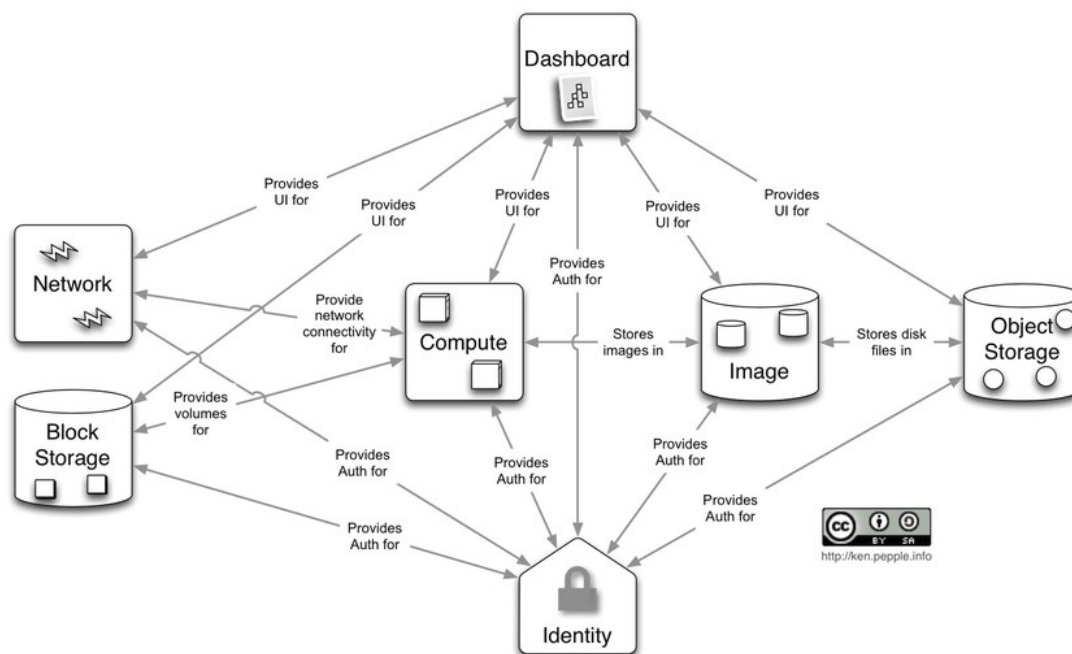 Dashboard
Provides
UI for
Provides
UI for
Provides
UI for
Provides
UI for
Provides
UI for
Network
Provides
Auth for
Provide
network
connectivity
for
Compute
Stores
images in
Image
Stores disk
files in
Object
Storage
Block
Storage
Provides
volumes
for
Provides
Auth for
Provides
Auth for
Provides
Auth for
Provides
Auth for
Provides
Auth for
cc
BY SA
http://ken.pepple.info
Identity